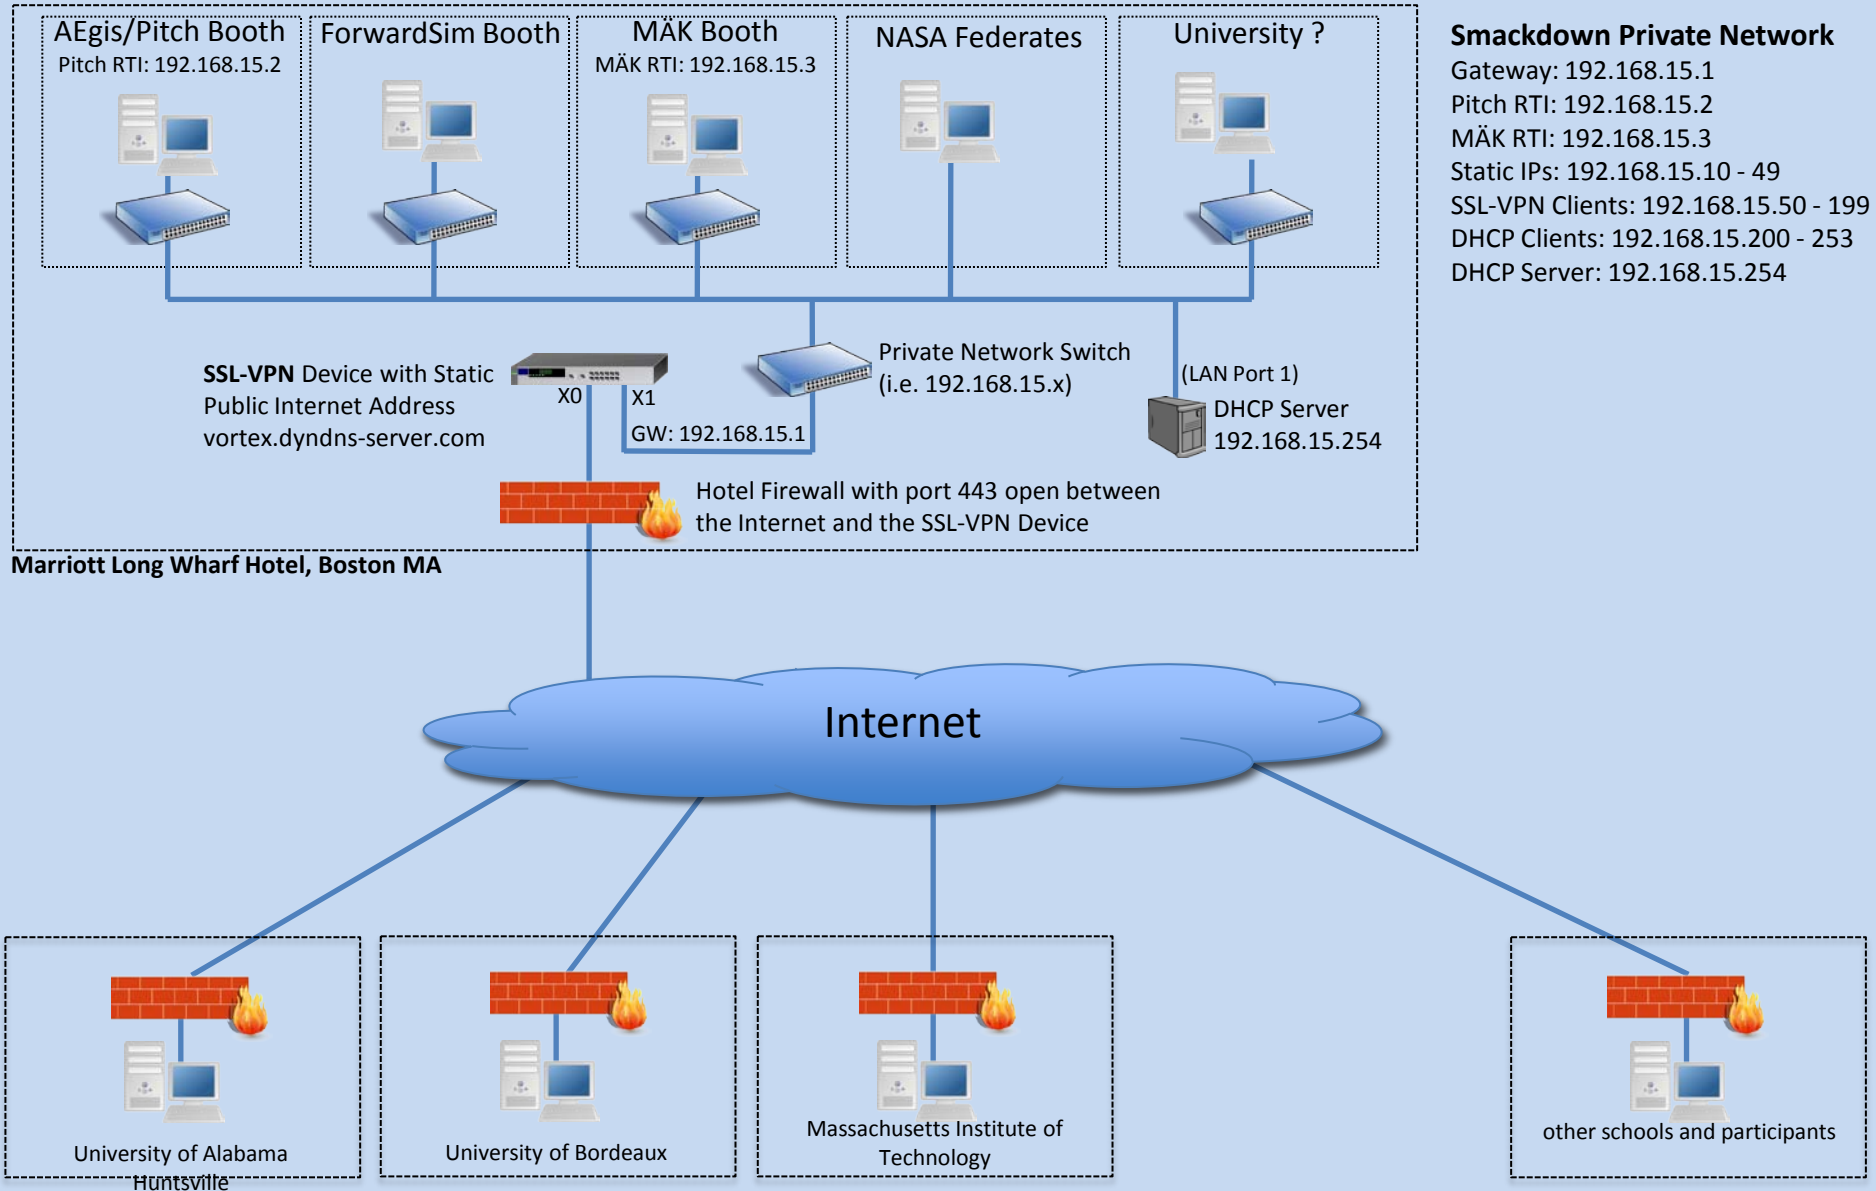 AEgis/Pitch Booth
Pitch RTI: 192.168.15.2
ForwardSim Booth
MÄK Booth
MÄK RTI: 192.168.15.3
NASA Federates
University ?
Smackdown Private Network
Gateway: 192.168.15.1
Pitch RTI: 192.168.15.2
MÄK RTI: 192.168.15.3
Static IPs: 192.168.15.10 - 49
SSL-VPN Clients: 192.168.15.50 - 199
DHCP Clients: 192.168.15.200 - 253
DHCP Server: 192.168.15.254
SSL-VPN Device with Static
Public Internet Address
vortex.dyndns-server.com
X0
X1
GW: 192.168.15.1
Private Network Switch
(i.e. 192.168.15.x)
(LAN Port 1)
DHCP Server
192.168.15.254
Hotel Firewall with port 443 open between
the Internet and the SSL-VPN Device
Marriott Long Wharf Hotel, Boston MA
Internet
University of Alabama
Huntsville
University of Bordeaux
Massachusetts Institute of
Technology
other schools and participants